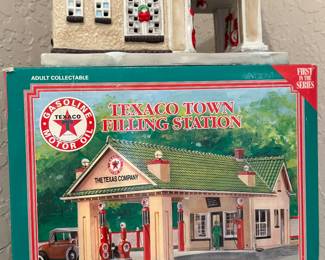 ADULT COLLECTABLE
FIRST
IN THE
SERIES
GASOLINE
TEXACO
MOTOR OIL
TEXACO TOWN
FILLING STATION
THE TEXAS COMPANY